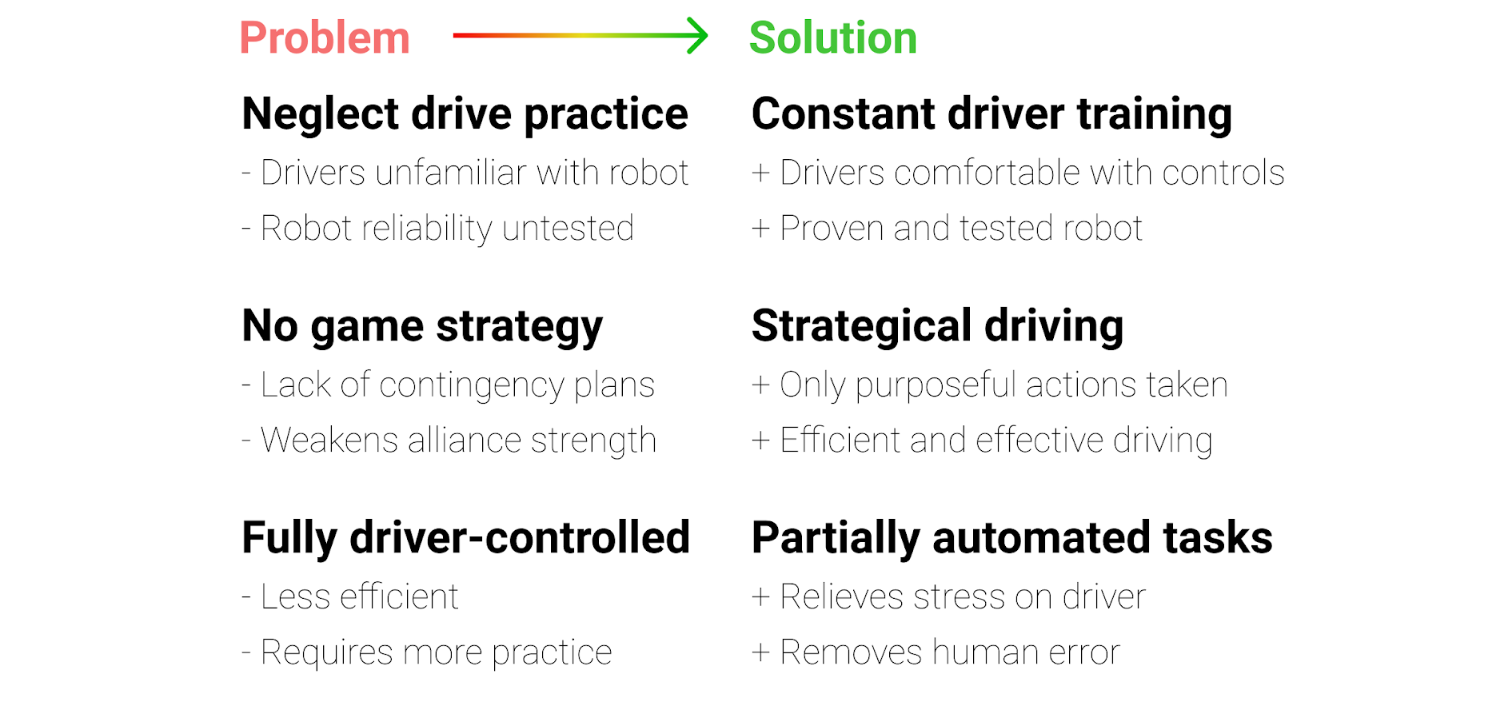 Problem
Solution
Neglect drive practice
- Drivers unfamiliar with robot
- Robot reliability untested
Constant driver training
+ Drivers comfortable with controls
+ Proven and tested robot
No game strategy
- Lack of contingency plans
- Weakens alliance strength
Strategical driving
+ Only purposeful actions taken
+ Efficient and effective driving
Fully driver-controlled
- Less efficient
- Requires more practice
Partially automated tasks
+ Relieves stress on driver
+ Removes human error